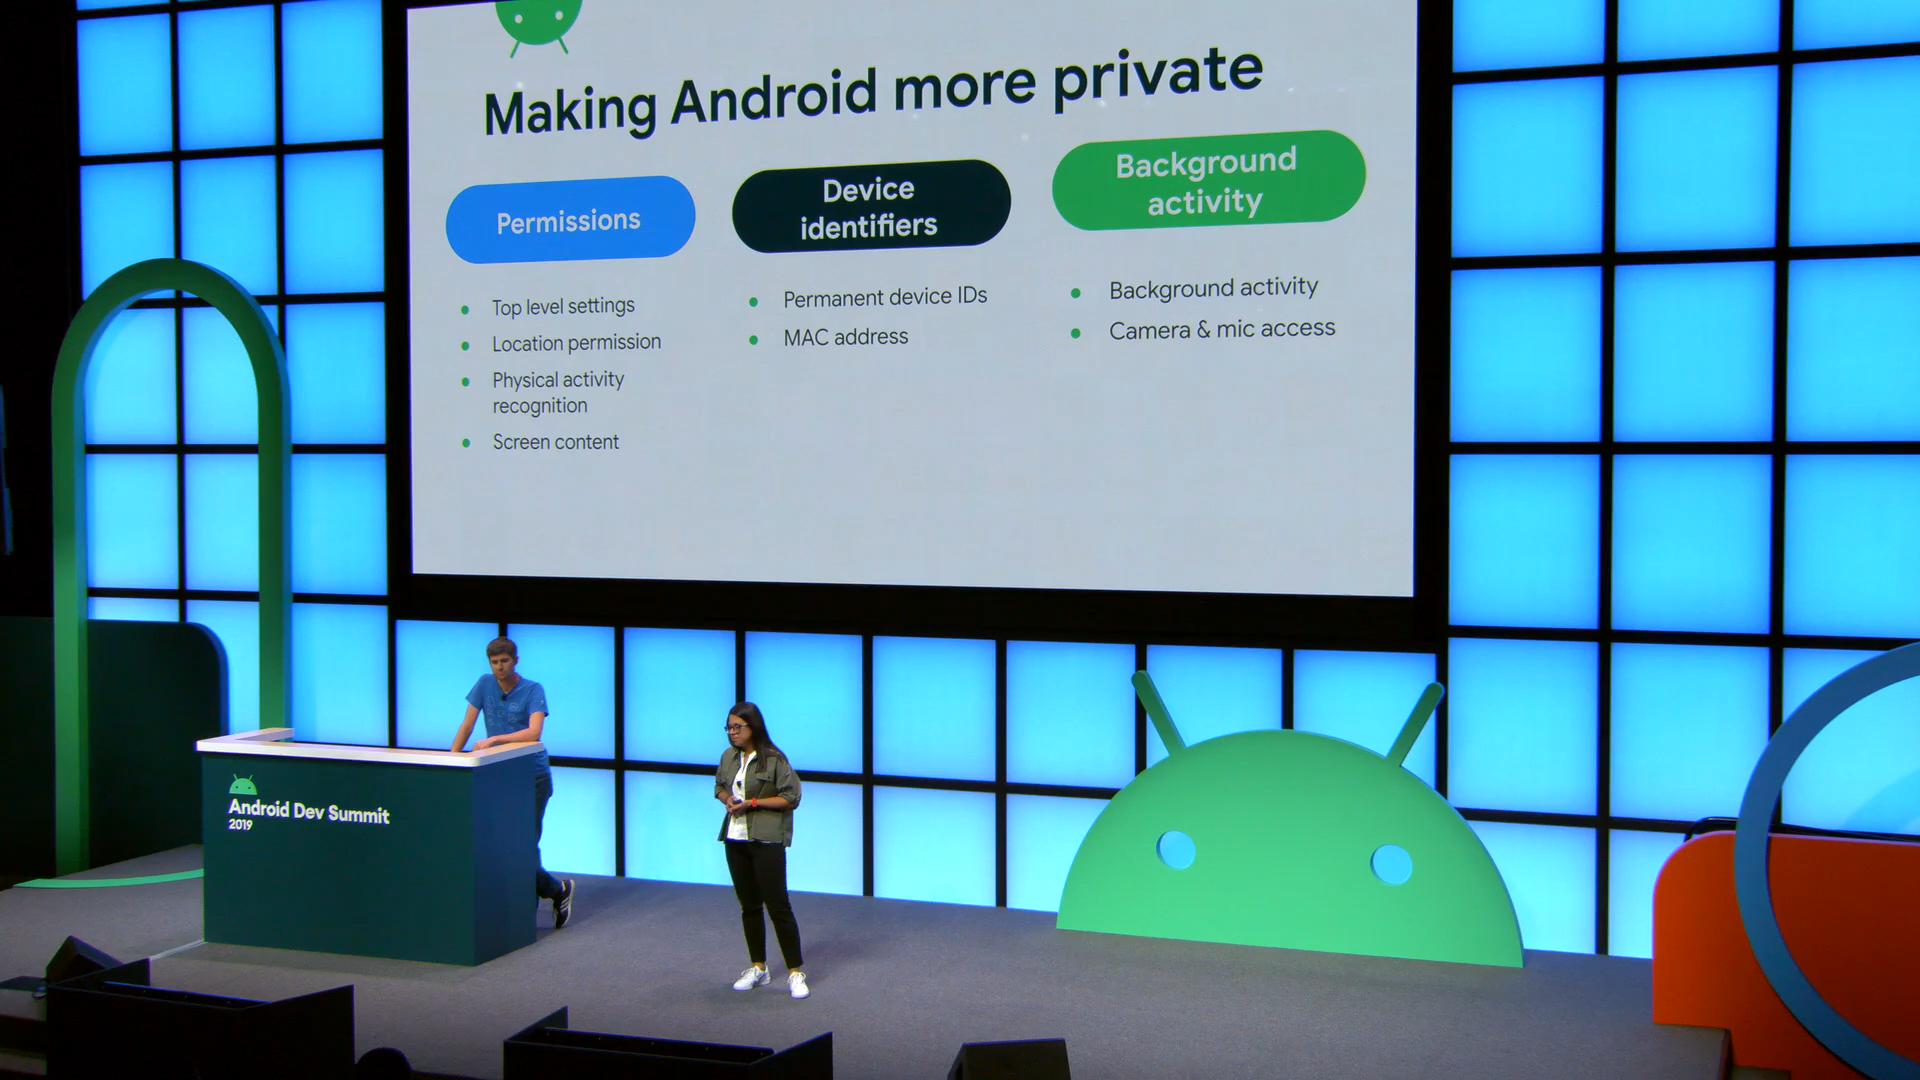 Making Android more private
Permissions
Top level settings
Location permission
Physical activity
recognition
Screen content
Device
identifiers
Permanent device IDs
MAC address
Background
activity
Background activity
Camera & mic access
Android Dev Summit
2019